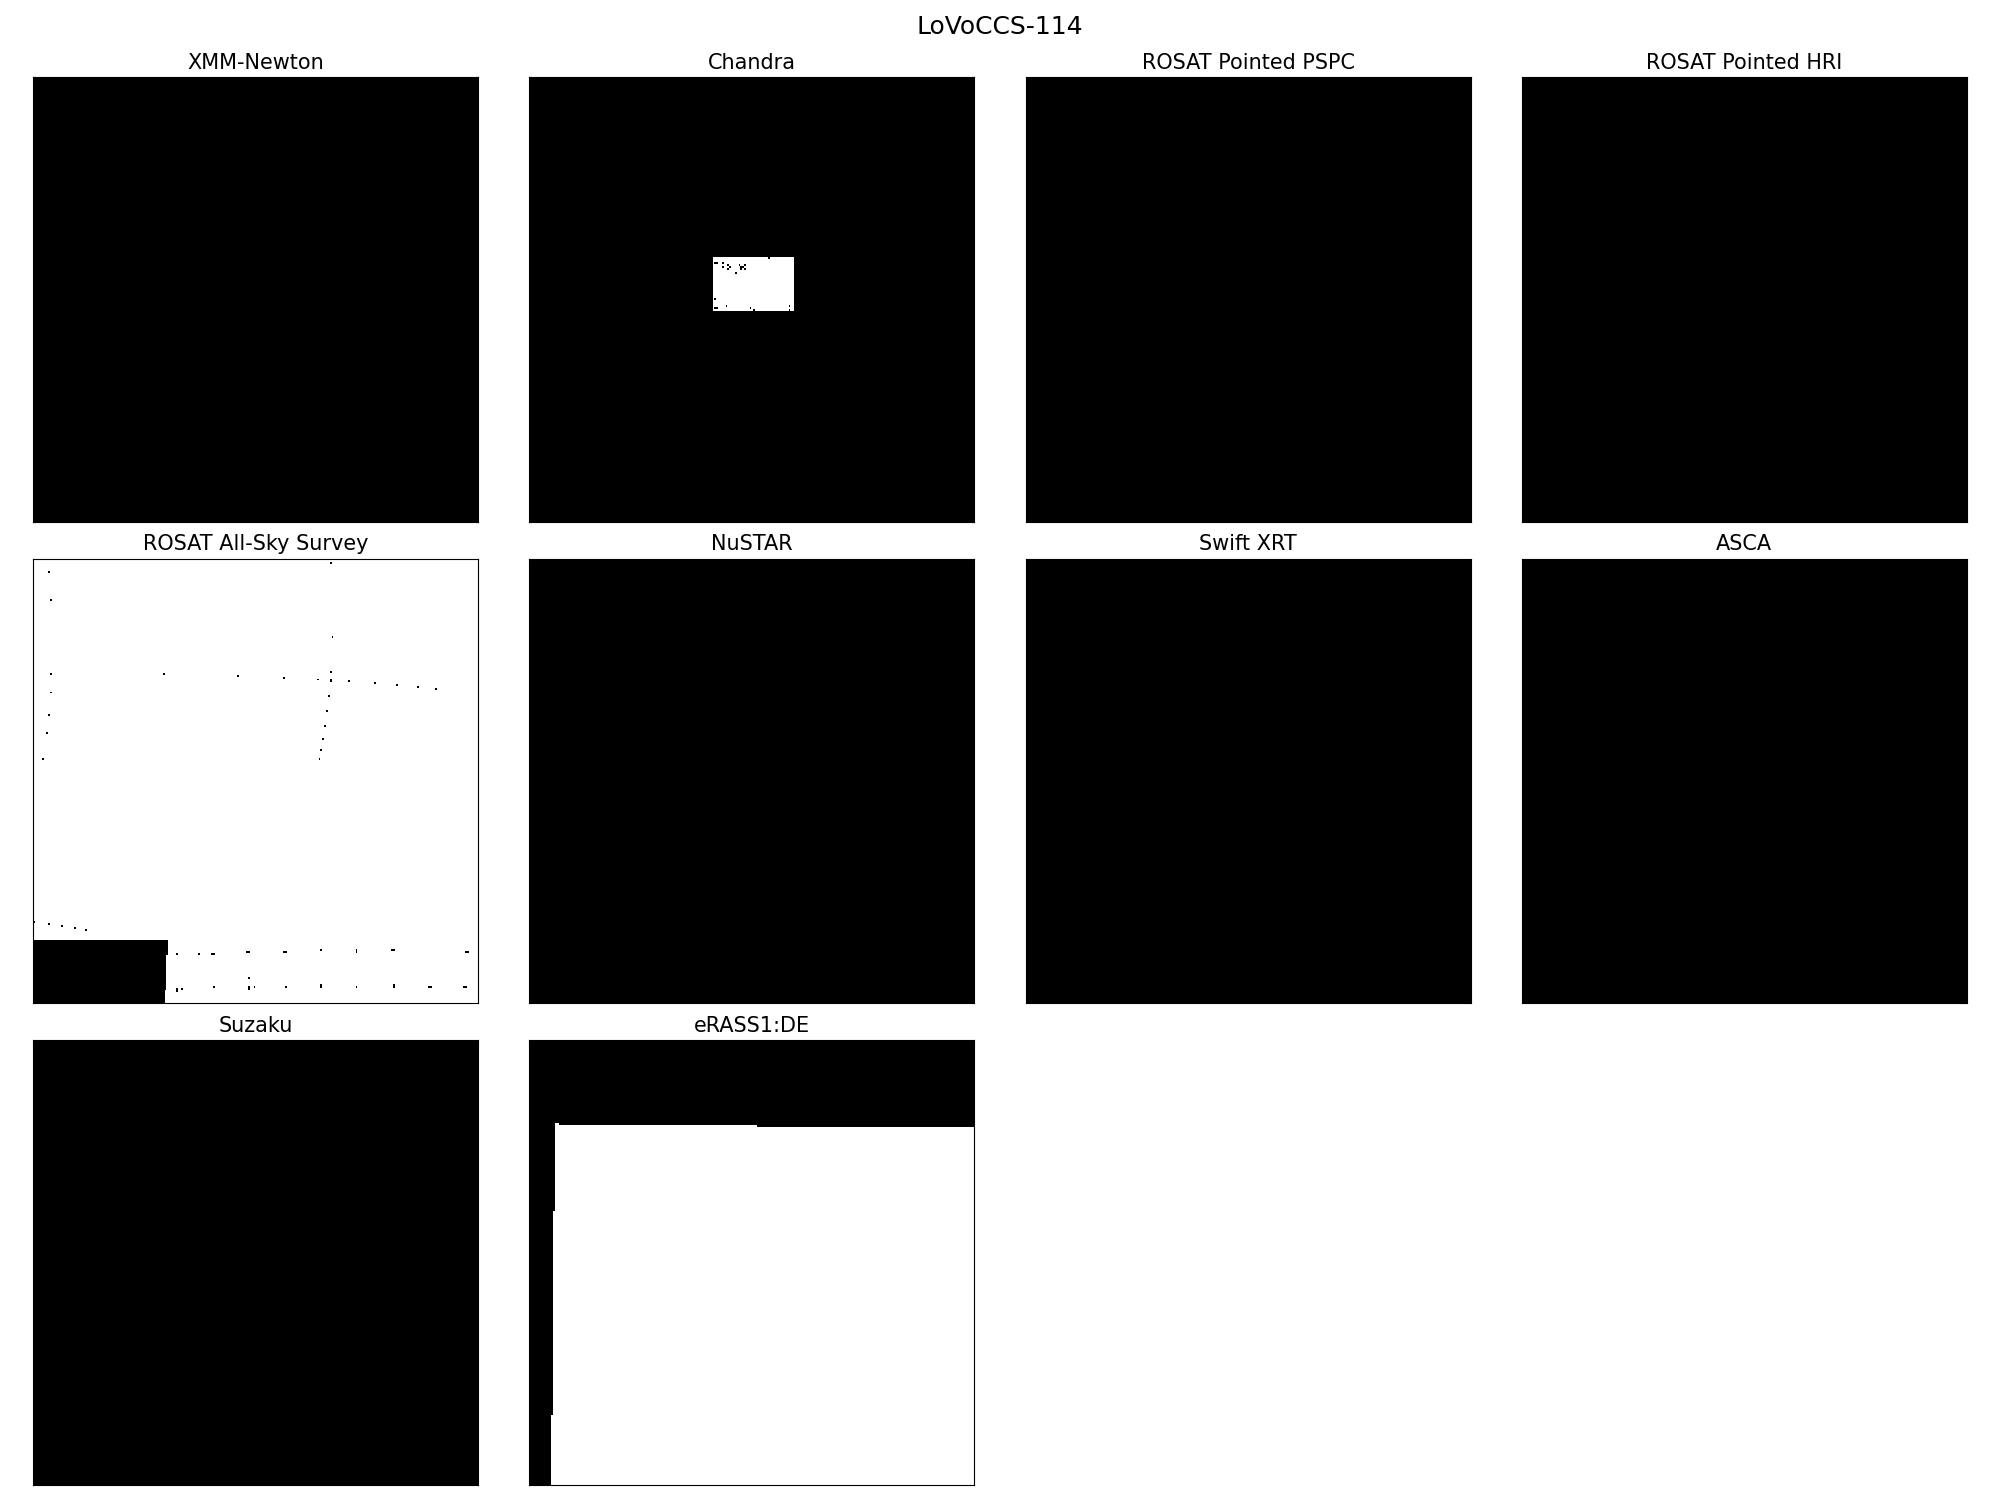 LoVoCCS-114
XMM-Newton
Chandra
ROSAT Pointed PSPC
ROSAT Pointed HRI
ROSAT All-Sky Survey
NuSTAR
Swift XRT
ASCA
Suzaku
eRASS1:DE